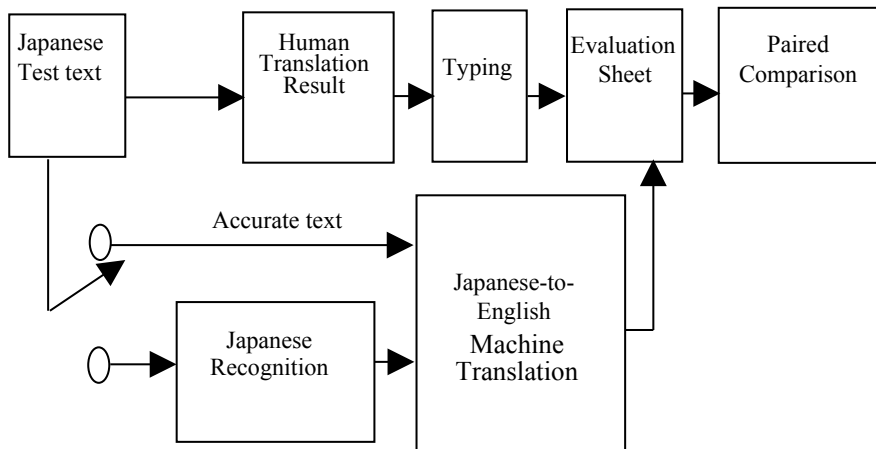 Japanese
Test text
Human
Translation
Result
Typing
Evaluation
Sheet
Paired
Comparison
Accurate text
Japanese
Recognition
Japanese-to-
English
Machine
Translation